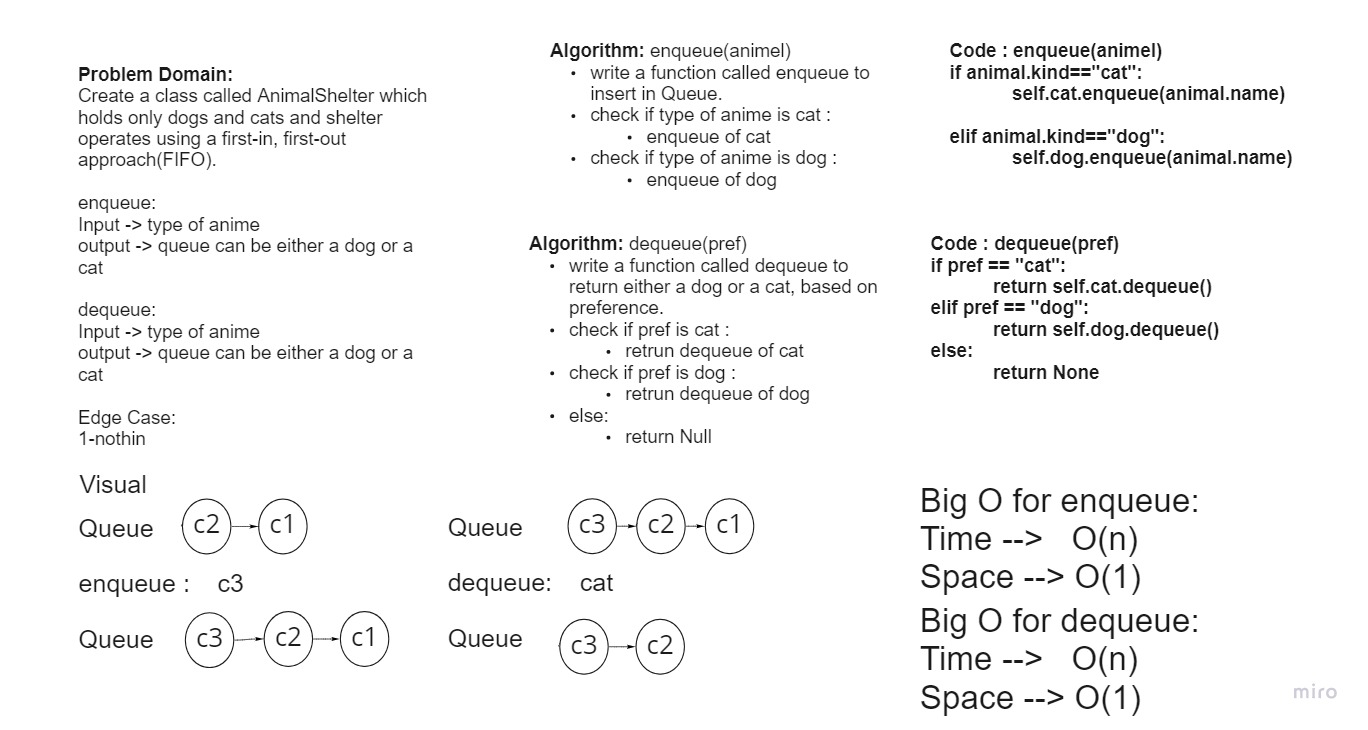 Problem Domain:
Create a class called AnimalShelter which
holds only dogs and cats and shelter
operates using a first-in, first-out
approach(FIFO).
enqueue:
Input -> type of anime
output -> queue can be either a dog or a
cat
dequeue:
Input -> type of anime
output -> queue can be either a dog or a
cat
Edge Case:
1-nothin
Algorithm: enqueue(animel)
• write a function called enqueue to
insert in Queue.
• check if type of anime is cat :
• enqueue of cat
• check if type of anime is dog :
• enqueue of dog
Algorithm: dequeue(pref)
• write a function called dequeue to
return either a dog or a cat, based on
preference.
• check if pref is cat :
• retrun dequeue of cat
• check if pref is dog :
• retrun dequeue of dog
• else:
• return Null
Code : enqueue(animel)
if animal.kind=="cat":
self.cat.enqueue(animal.name)
elif animal.kind=="dog":
self.dog.enqueue(animal.name)
Code : dequeue(pref)
if pref == "cat":
return self.cat.dequeue()
elif pref == "dog":
return self.dog.dequeue()
else:
return None
Visual
Queue c2 c1
enqueue : c3
Queue c3 c2 c1
Queue c3 c2 c1
dequeue: cat
Queue c3 c2
Big O for enqueue:
Time --> O(n)
Space --> O(1)
Big O for dequeue:
Time --> O(n)
Space --> O(1)
miro